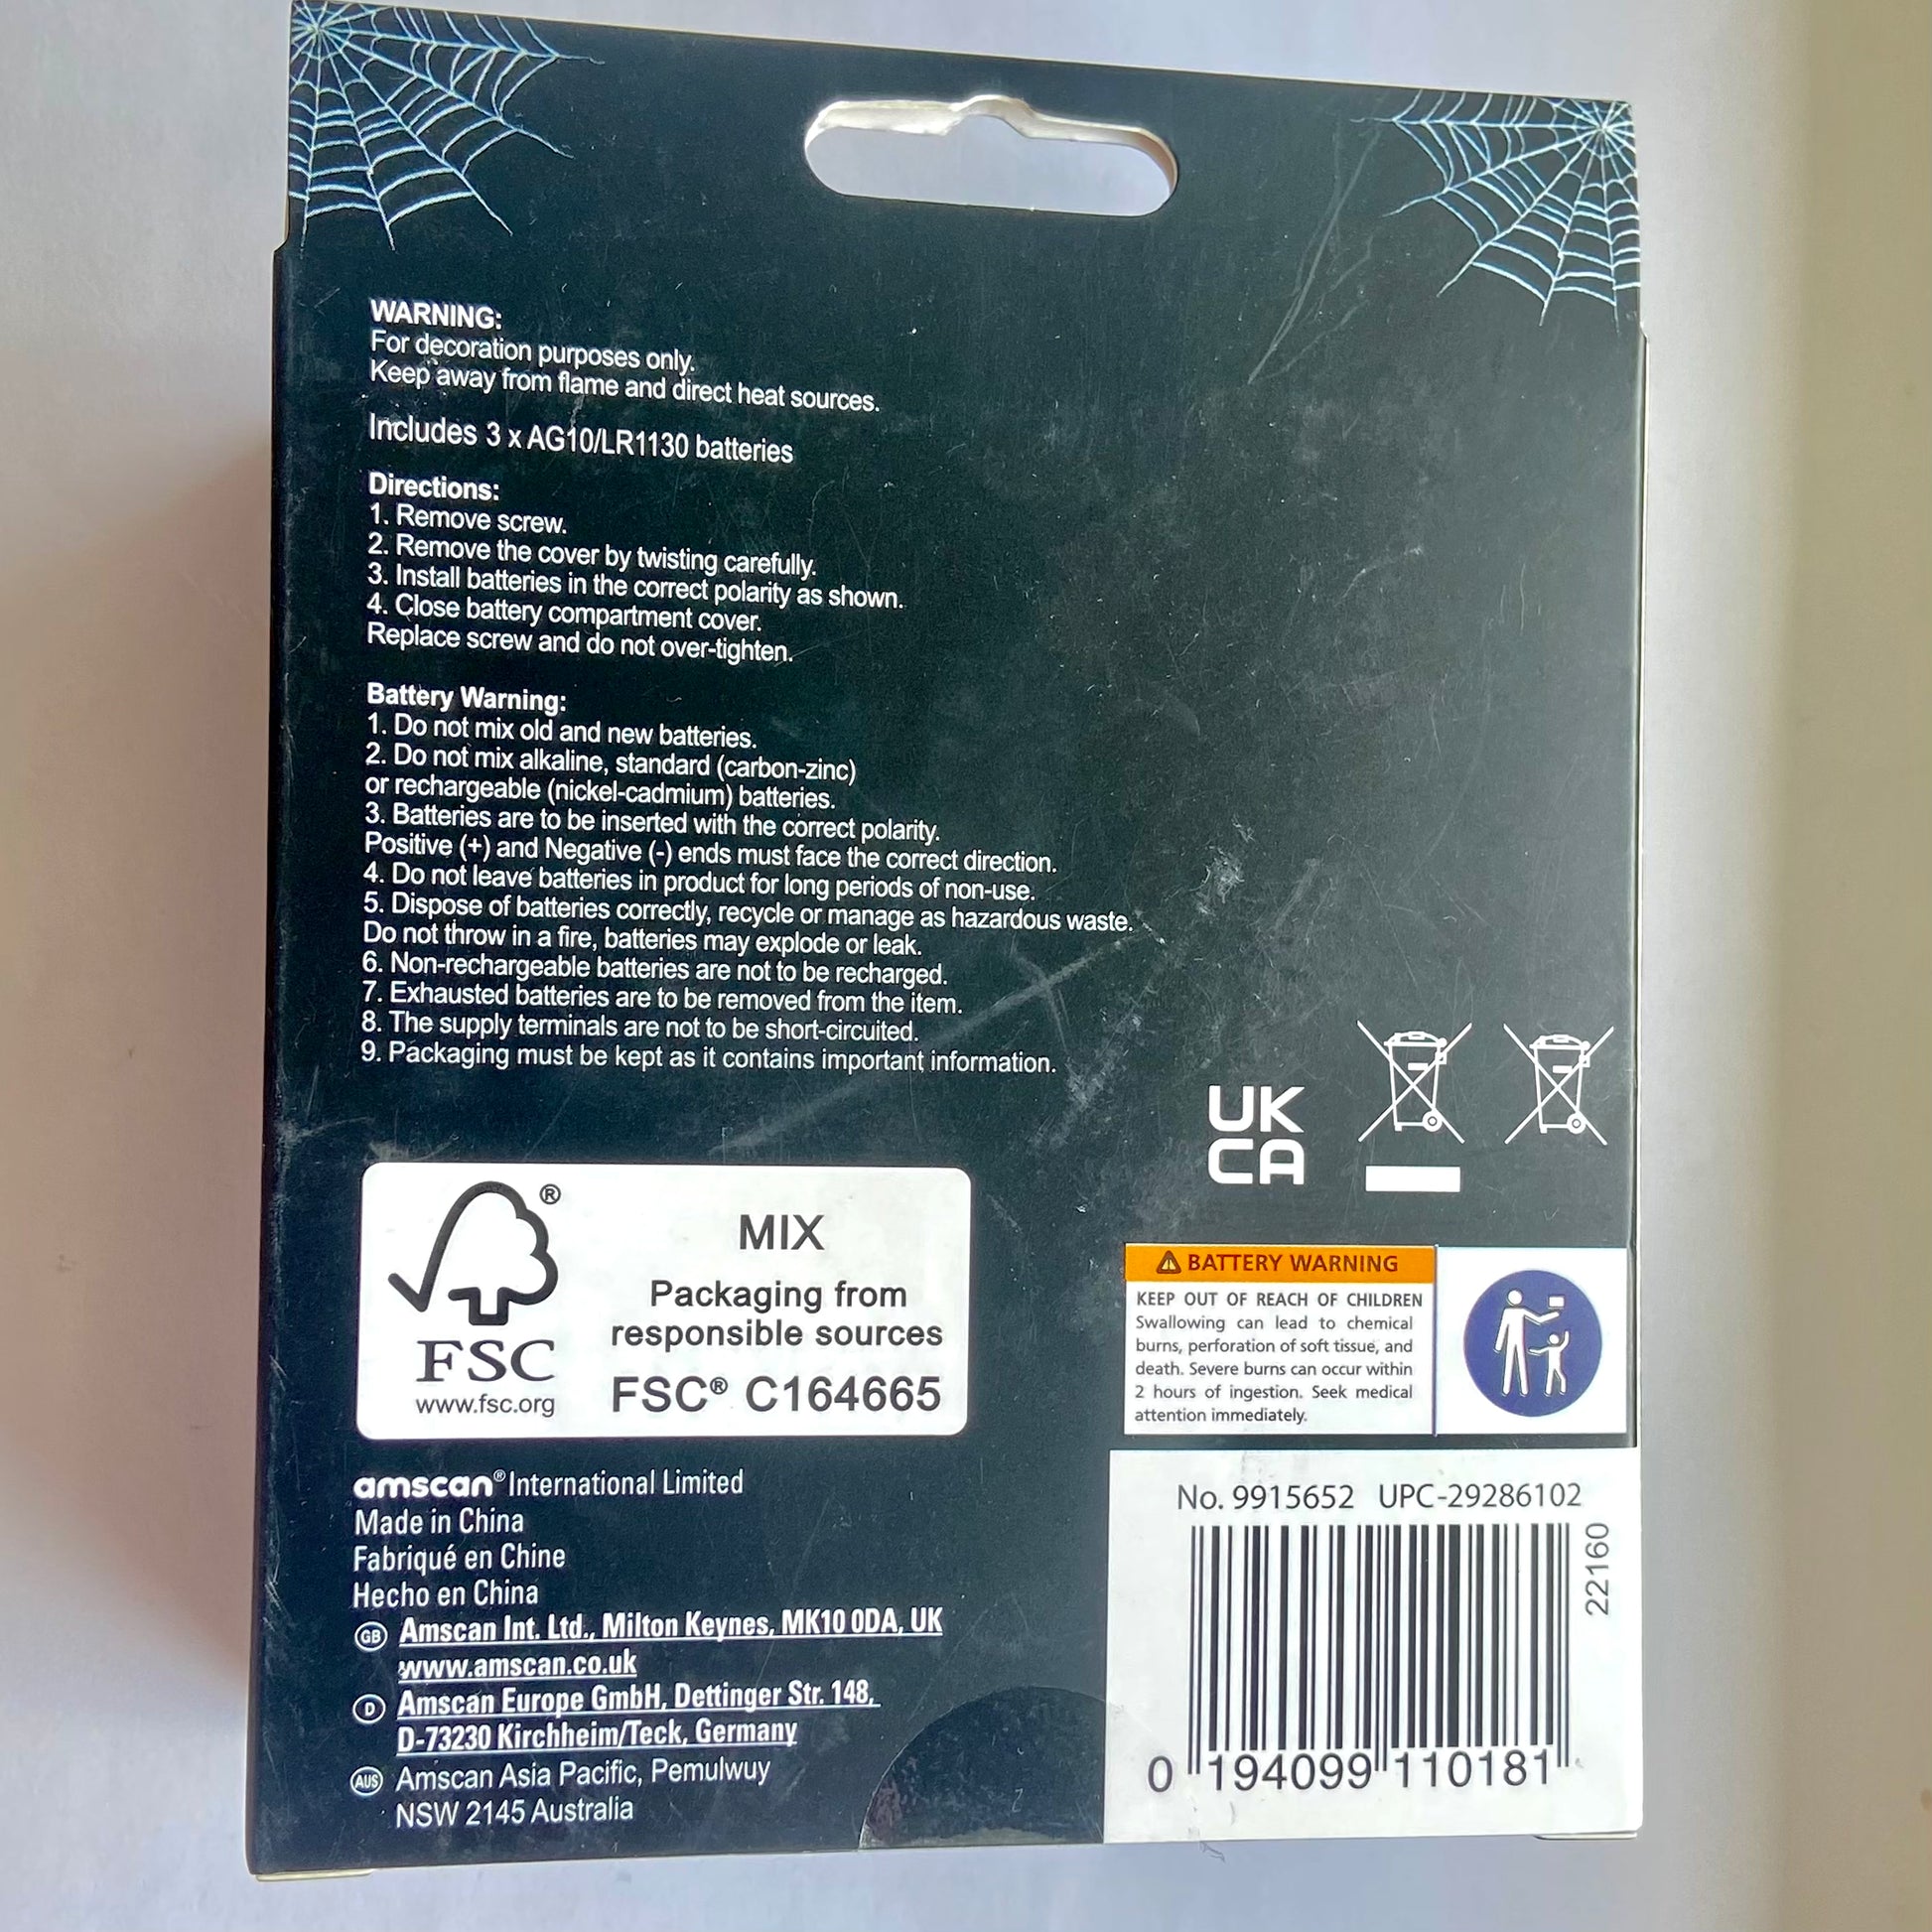 WARNING:
For decoration purposes only.
Keep away from flame and direct heat sources.
Includes 3 x AG10/LR1130 batteries
Directions:
1. Remove screw.
2. Remove the cover by twisting carefully.
3. Install batteries in the correct polarity as shown.
4. Close battery compartment cover.
Replace screw and do not over-tighten.
Battery Warning:
1. Do not mix old and new batteries.
2. Do not mix alkaline, standard (carbon-zinc)
or rechargeable (nickel-cadmium) batteries.
3. Batteries are to be inserted with the correct polarity.
Positive (+) and Negative (-) ends must face the correct direction.
4. Do not leave batteries in product for long periods of non-use.
5. Dispose of batteries correctly, recycle or manage as hazardous waste.
Do not throw in a fire, batteries may explode or leak.
6. Non-rechargeable batteries are not to be recharged.
7. Exhausted batteries are to be removed from the item.
8. The supply terminals are not to be short-circuited.
9. Packaging must be kept as it contains important information.
UK
CA
®
FSC
www.fsc.org
MIX
Packaging from
responsible sources
FSC® C164665
BATTERY WARNING
KEEP OUT OF REACH OF CHILDREN
Swallowing can lead to chemical
burns, perforation of soft tissue, and
death. Severe burns can occur within
2 hours of ingestion. Seek medical
attention immediately.
amscan® International Limited
Made in China
Fabriqué en Chine
Hecho en China
GB Amscan Int. Ltd., Milton Keynes, MK10 0DA, UK
www.amscan.co.uk
D Amscan Europe GmbH, Dettinger Str. 148,
D-73230 Kirchheim/Teck, Germany
AUS Amscan Asia Pacific, Pemulwuy
NSW 2145 Australia
No. 9915652 UPC-29286102
22160
0 194099 110181